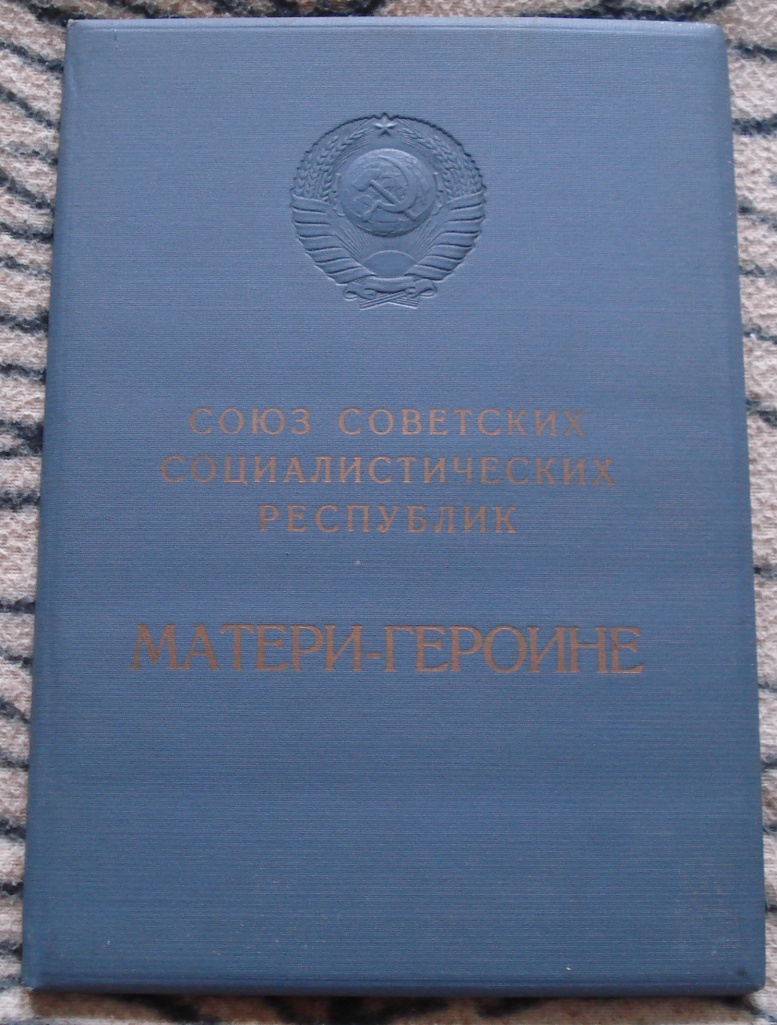 СОЮЗ СОВЕТСКИХ
СОЦИАЛИСТИЧЕСКИХ
РЕСПУБЛИК
МАТЕРИ-ГЕРОИНЕ